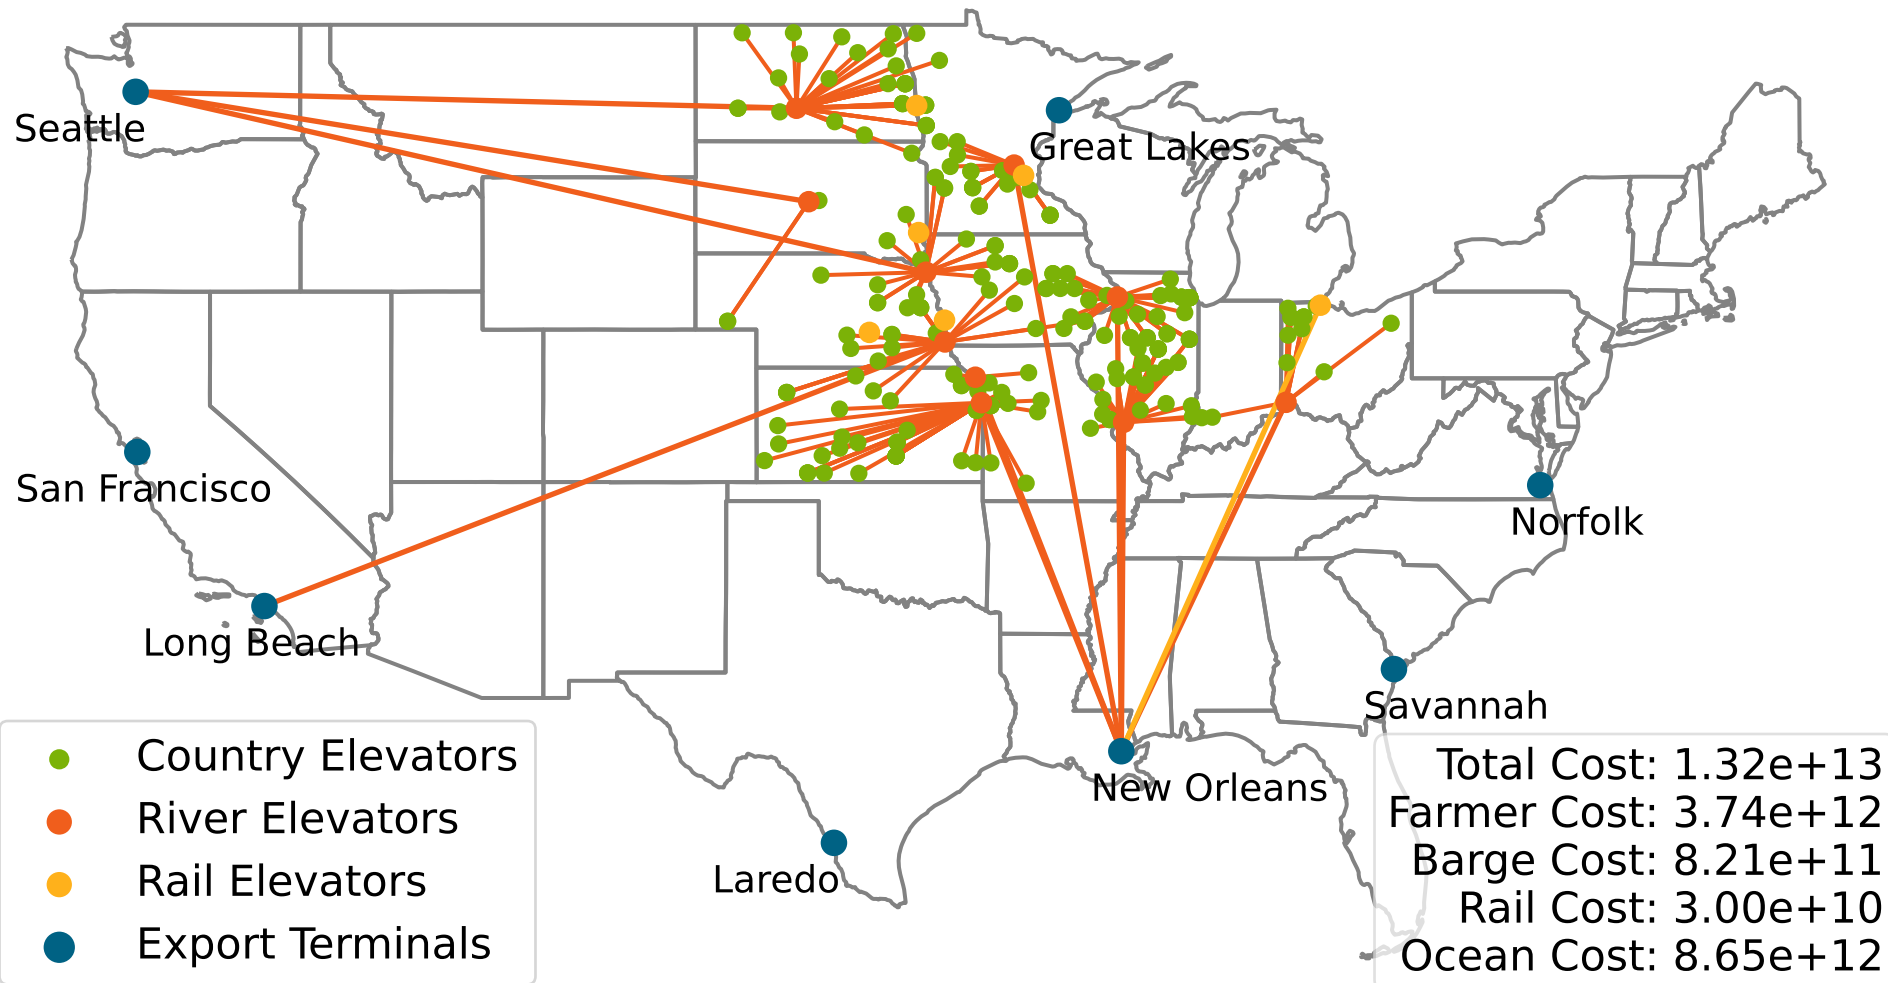 Seattle
Great Lakes
San Francisco
Norfolk
Long Beach
Savannah
New Orleans
Laredo
Country Elevators
River Elevators
Rail Elevators
Export Terminals
Total Cost: 1.32e+13
Farmer Cost: 3.74e+12
Barge Cost: 8.21e+11
Rail Cost: 3.00e+10
Ocean Cost: 8.65e+12